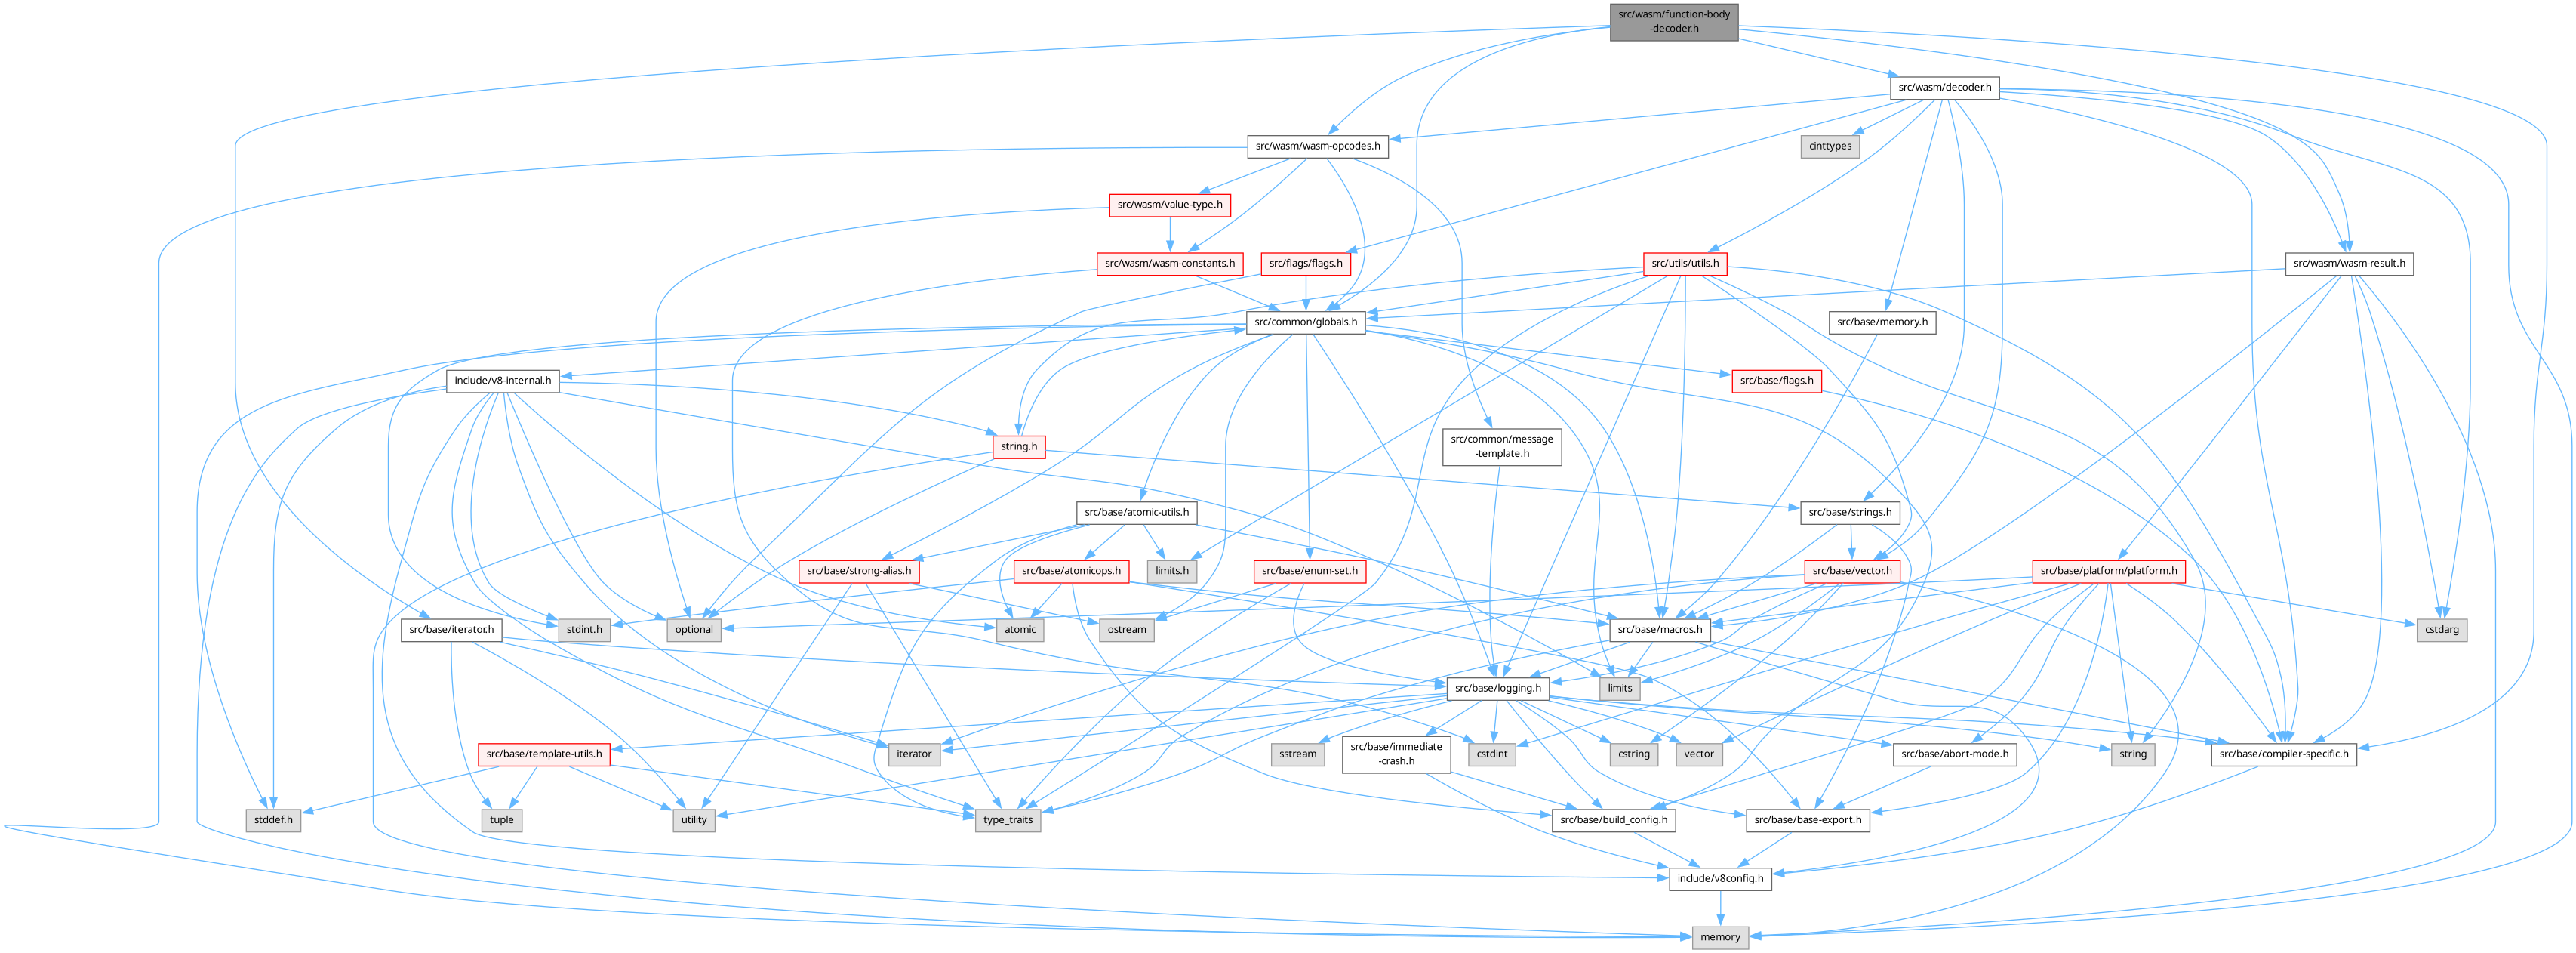 src/wasm/function-body
-decoder.h
src/wasm/decoder.h
src/wasm/wasm-opcodes.h
cinttypes
src/wasm/value-type.h
src/wasm/wasm-constants.h
src/flags/flags.h
src/utils/utils.h
src/wasm/wasm-result.h
src/common/globals.h
src/base/memory.h
include/v8-internal.h
src/base/flags.h
string.h
src/common/message
-template.h
src/base/atomic-utils.h
src/base/strings.h
src/base/strong-alias.h
src/base/atomicops.h
limits.h
src/base/enum-set.h
src/base/vector.h
src/base/platform/platform.h
src/base/iterator.h
stdint.h
optional
atomic
ostream
src/base/macros.h
cstdarg
src/base/logging.h
limits
src/base/template-utils.h
iterator
sstream
src/base/immediate
-crash.h
cstdint
cstring
vector
src/base/abort-mode.h
string
src/base/compiler-specific.h
stddef.h
tuple
utility
type_traits
src/base/build_config.h
src/base/base-export.h
include/v8config.h
memory